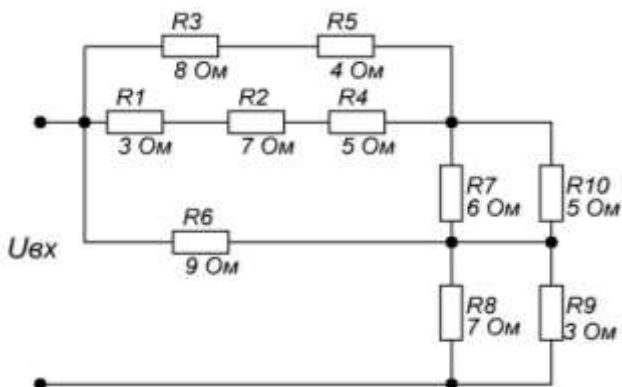 R3
R5
8 Ом
4 Ом
R1
R2
R4
3 Ом
7 Ом
5 Ом
R7
6 Ом
R10
5 Ом
R6
9 Ом
Uвх
R8
7 Ом
R9
3 Ом